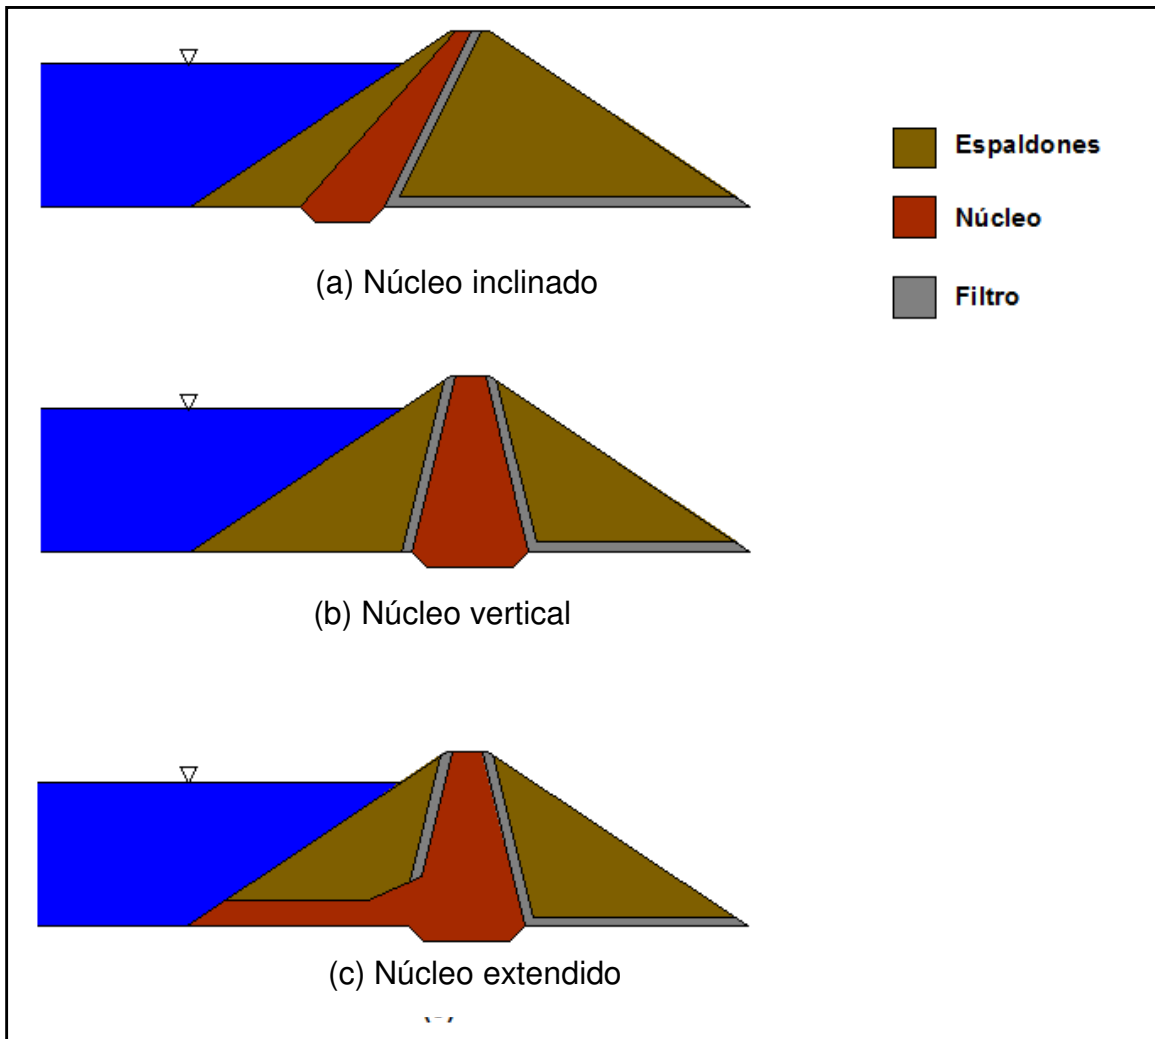 Espaldones
Núcleo
Filtro
(a) Núcleo inclinado
(b) Núcleo vertical
(c) Núcleo extendido